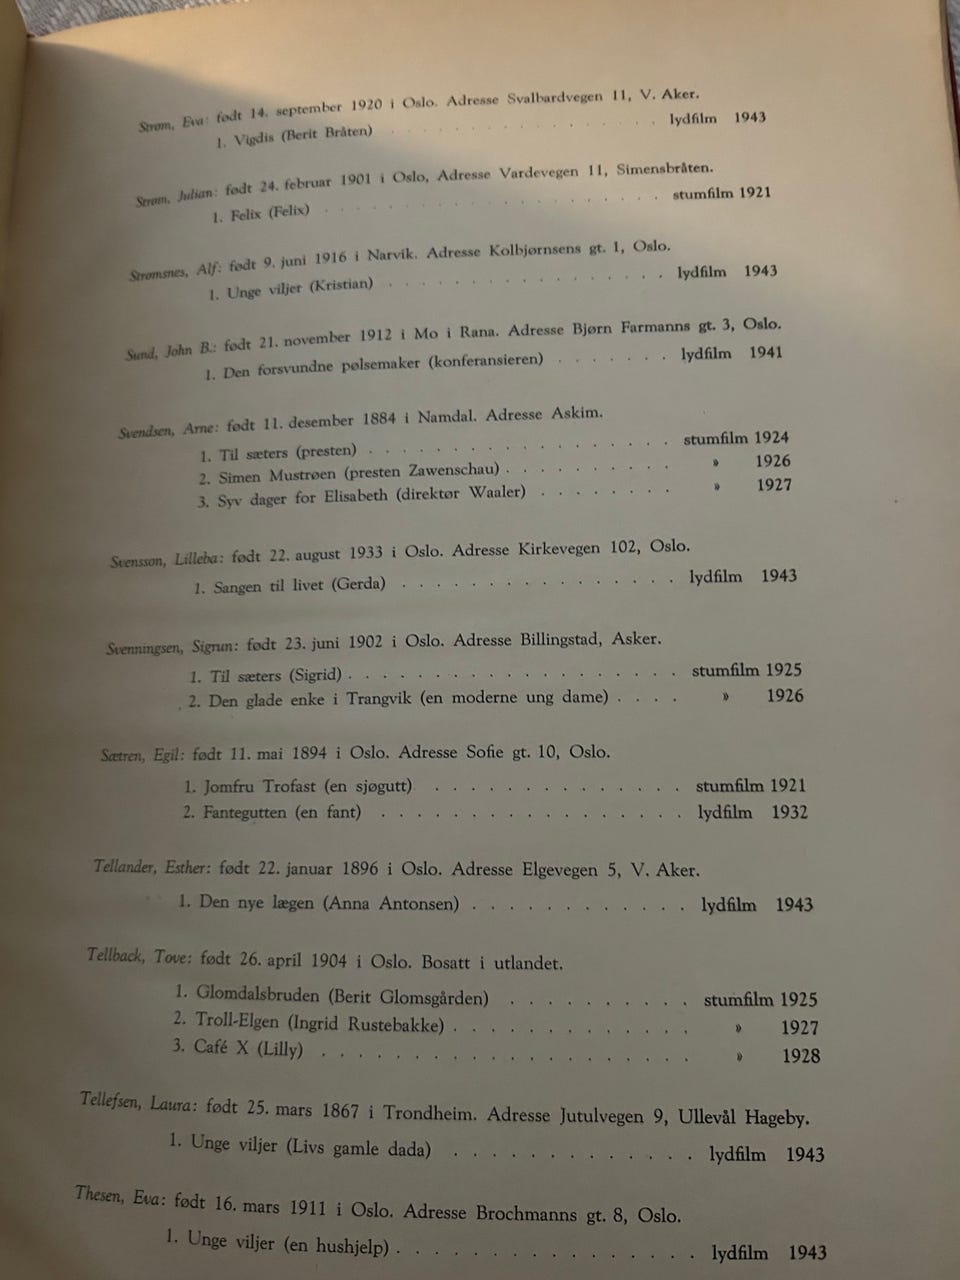 Strøm, Eva: født 14. september 1920 i Oslo. Adresse Svalbardvegen 11, V. Aker.
1. Vigdis (Berit Bråten) . . . . . . . . . . . . . . . lydfilm 1943
Strøm, Julian: født 24. februar 1901 i Oslo, Adresse Vardevegen 11, Simensbråten.
1. Felix (Felix) . . . . . . . . . . . . . . . . . . stumfilm 1921
Strømsnes, Alf: født 9. juni 1916 i Narvik. Adresse Kolbjørnsens gt. 1, Oslo.
1. Unge viljer (Kristian) . . . . . . . . . . . . . . . lydfilm 1943
Sund, John B.: født 21. november 1912 i Mo i Rana. Adresse Bjørn Farmanns gt. 3, Oslo.
1. Den forsvundne pølsemaker (konferansieren) . . . . . . . lydfilm 1941
Svendsen, Arne: født 11. desember 1884 i Namdal. Adresse Askim.
1. Til sæters (presten) . . . . . . . . . . . . . . . . stumfilm 1924
2. Simen Mustrøen (presten Zawenschau) . . . . . . . . . . » 1926
3. Syv dager for Elisabeth (direktør Waaler) . . . . . . . . » 1927
Svensson, Lilleba: født 22. august 1933 i Oslo. Adresse Kirkevegen 102, Oslo.
1. Sangen til livet (Gerda) . . . . . . . . . . . . . . . lydfilm 1943
Svenningsen, Sigrun: født 23. juni 1902 i Oslo. Adresse Billingstad, Asker.
1. Til sæters (Sigrid) . . . . . . . . . . . . . . . . . stumfilm 1925
2. Den glade enke i Trangvik (en moderne ung dame) . . . . » 1926
Sætren, Egil: født 11. mai 1894 i Oslo. Adresse Sofie gt. 10, Oslo.
1. Jomfru Trofast (en sjøgutt) . . . . . . . . . . . . . . stumfilm 1921
2. Fantegutten (en fant) . . . . . . . . . . . . . . . . lydfilm 1932
Tellander, Esther: født 22. januar 1896 i Oslo. Adresse Elgevegen 5, V. Aker.
1. Den nye lægen (Anna Antonsen) . . . . . . . . . . . . lydfilm 1943
Tellback, Tove: født 26. april 1904 i Oslo. Bosatt i utlandet.
1. Glomdalsbruden (Berit Glomsgården) . . . . . . . . . . stumfilm 1925
2. Troll-Elgen (Ingrid Rustebakke) . . . . . . . . . . . . . » 1927
3. Café X (Lilly) . . . . . . . . . . . . . . . . . . » 1928
Tellefsen, Laura: født 25. mars 1867 i Trondheim. Adresse Jutulvegen 9, Ullevål Hageby.
1. Unge viljer (Livs gamle dada) . . . . . . . . . . . . . lydfilm 1943
Thesen, Eva: født 16. mars 1911 i Oslo. Adresse Brochmanns gt. 8, Oslo.
1. Unge viljer (en hushjelp) . . . . . . . . . . . . . . . lydfilm 1943